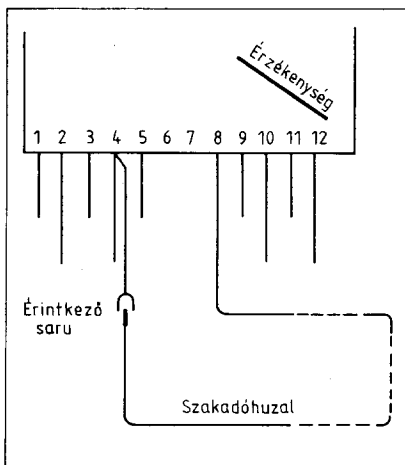 Érzékenység
1 2 3 4 5 6 7 8 9 10 11 12
Érintkező
saru
Szakadóhuzal